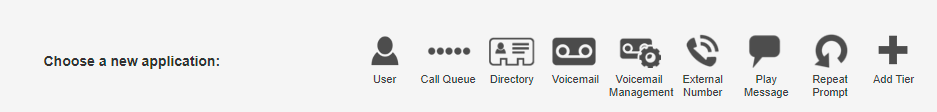 Choose a new application:
User
Call Queue
Directory
Voicemail
Voicemail
Management
External
Number
Play
Message
Repeat
Prompt
Add Tier